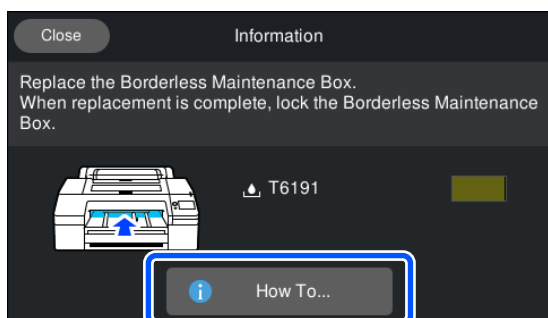 Close
Information
Replace the Borderless Maintenance Box.
When replacement is complete, lock the Borderless Maintenance
Box.
T6191
How To...